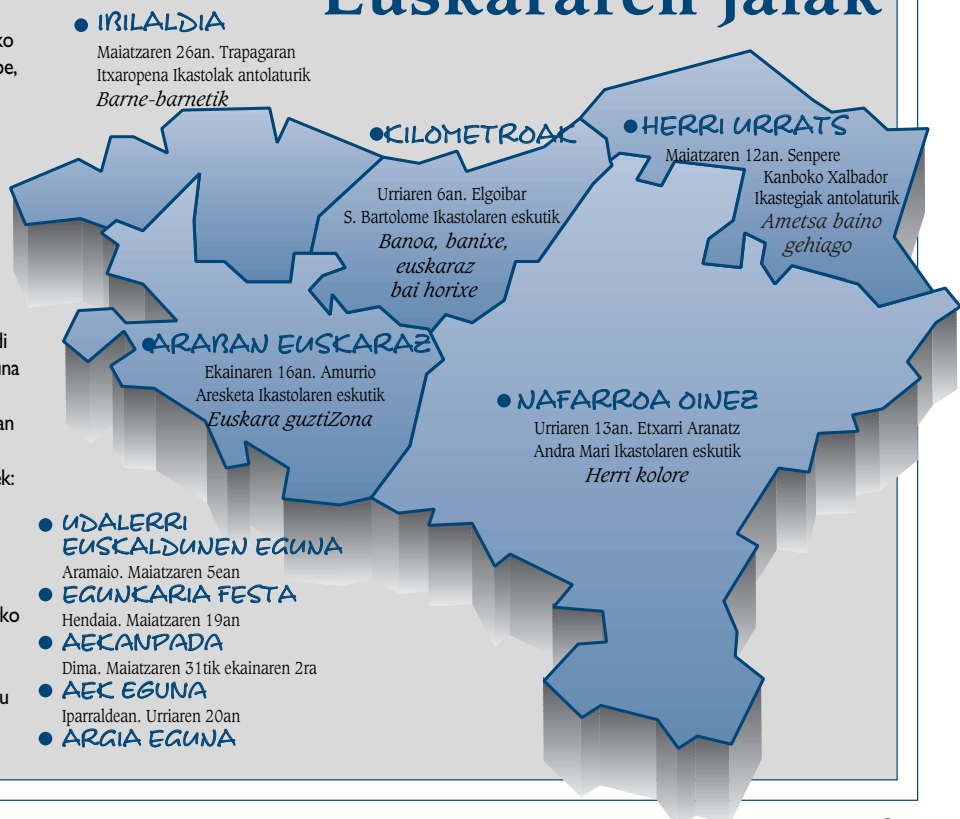 Euskararen jaiak
IBILALDIA
Maiatzaren 26an. Trapagaran
Itxaropena Ikastolak antolaturik
Barne-barnetik
KILOMETROAK
Urriaren 6an. Elgoibar
S. Bartolome Ikastolaren eskutik
Banoa, banixe,
euskaraz
bai horixe
HERRI URRATS
Maiatzaren 12an. Senpere
Kanboko Xalbador
Ikastegiak antolaturik
Ametsa baino
gehiago
ARABAN EUSKARAZ
Ekainaren 16an. Amurrio
Aresketa Ikastolaren eskutik
Euskara guztiZona
NAFARROA OINEZ
Urriaren 13an. Etxarri Aranatz
Andra Mari Ikastolaren eskutik
Herri kolore
UDALERRI
EUSKALDUNEN EGUNA
Aramaio. Maiatzaren 5ean
EGUNKARIA FESTA
Hendaia. Maiatzaren 19an
AEKANPADA
Dima. Maiatzaren 31tik ekainaren 2ra
AEK EGUNA
Iparraldean. Urriaren 20an
ARGIA EGUNA